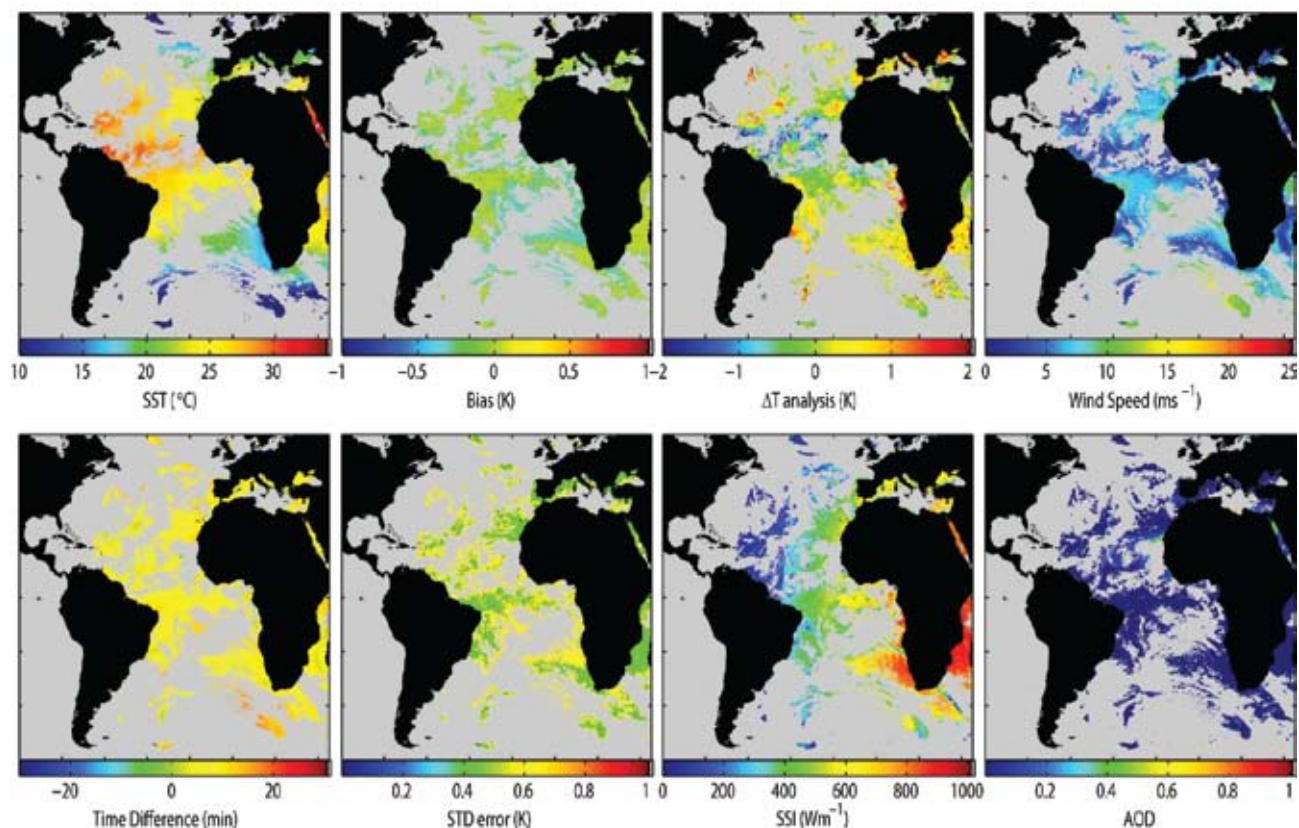 10 15 20 25 30
SST (°C)
−1 −0.5 0 0.5 1
Bias (K)
−2 −1 0 1 2
ΔT analysis (K)
0 5 10 15 20 25
Wind Speed (ms −1)
−20 0 20
Time Difference (min)
0.2 0.4 0.6 0.8 1
STD error (K)
0 200 400 600 800 1000
SSI (Wm−1)
0.2 0.4 0.6 0.8 1
AOD